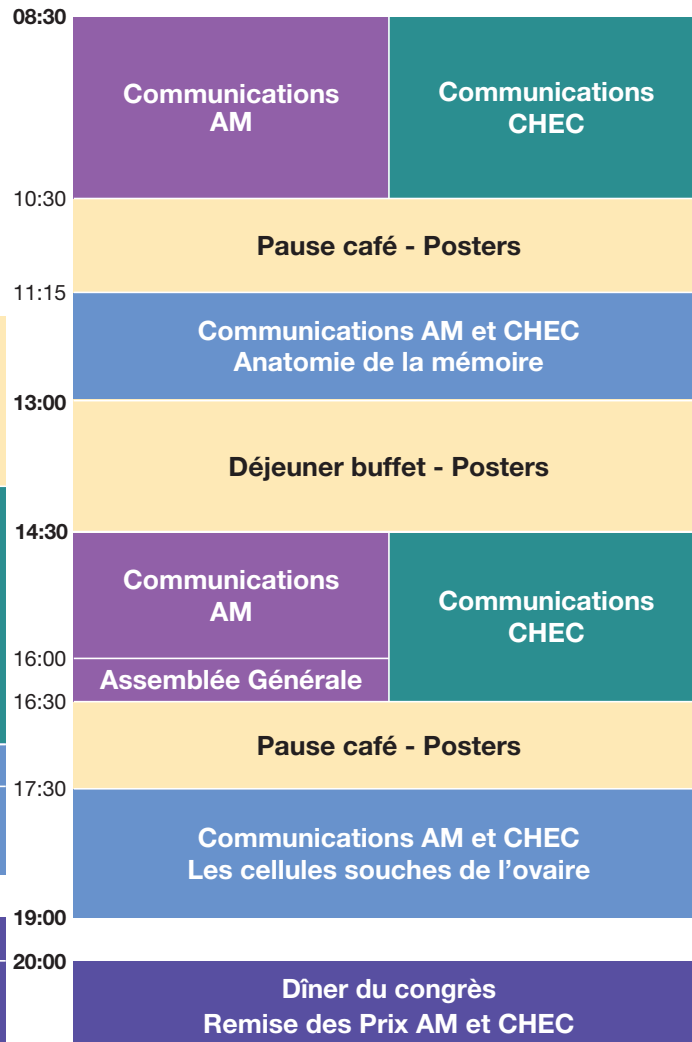 08:30
Communications
AM
Communications
CHEC
10:30
Pause café - Posters
11:15
Communications AM et CHEC
Anatomie de la mémoire
13:00
Déjeuner buffet - Posters
14:30
Communications
AM
Communications
CHEC
16:00
Assemblée Générale
16:30
Pause café - Posters
17:30
Communications AM et CHEC
Les cellules souches de l’ovaire
19:00
20:00
Dîner du congrès
Remise des Prix AM et CHEC